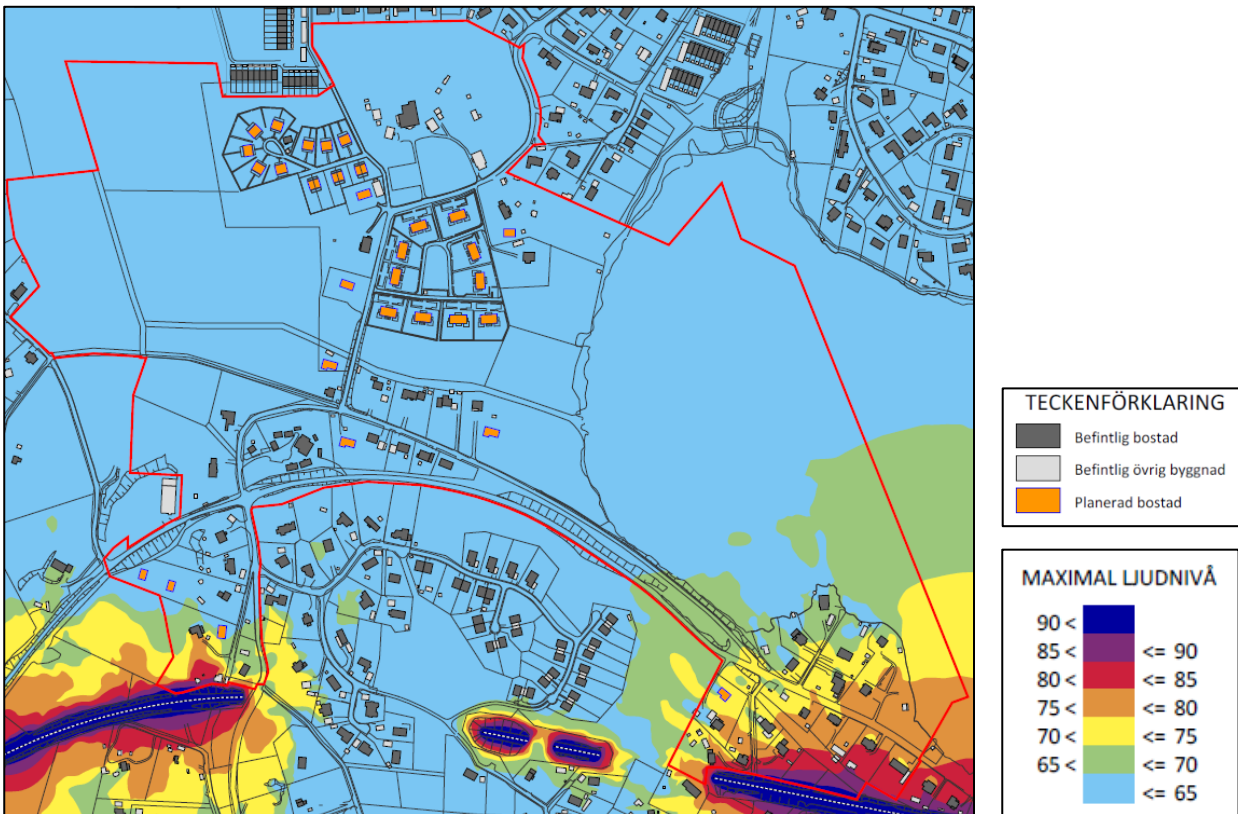 TECKENFÖRKLARING
Befintlig bostad
Befintlig övrig byggnad
Planerad bostad
MAXIMAL LJUDNIVÅ
90 <
85 < <= 90
80 < <= 85
75 < <= 80
70 < <= 75
65 < <= 70
<= 65